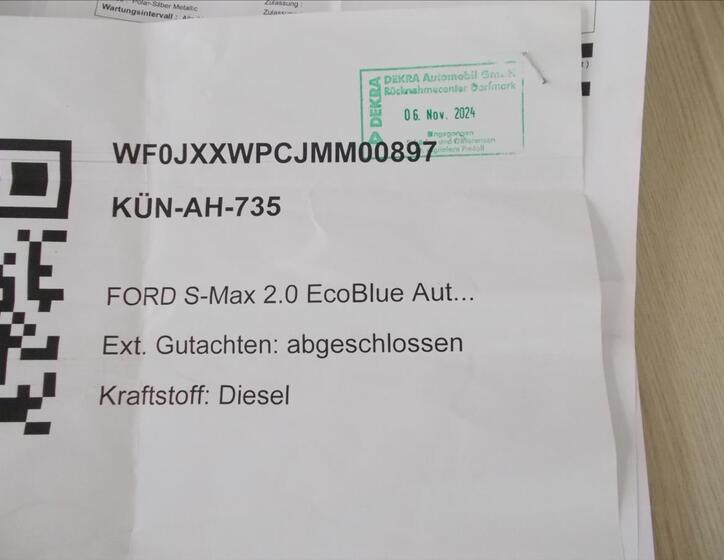 Polar-Silber Metallic
Wartungsintervall :
Zulassung :
DEKRA
DEKRA Automobil
Rücknahmecenter
06. Nov. 2024
Eingegangen
WF0JXXWPCJMM00897
KÜN-AH-735
FORD S-Max 2.0 EcoBlue Aut...
Ext. Gutachten: abgeschlossen
Kraftstoff: Diesel